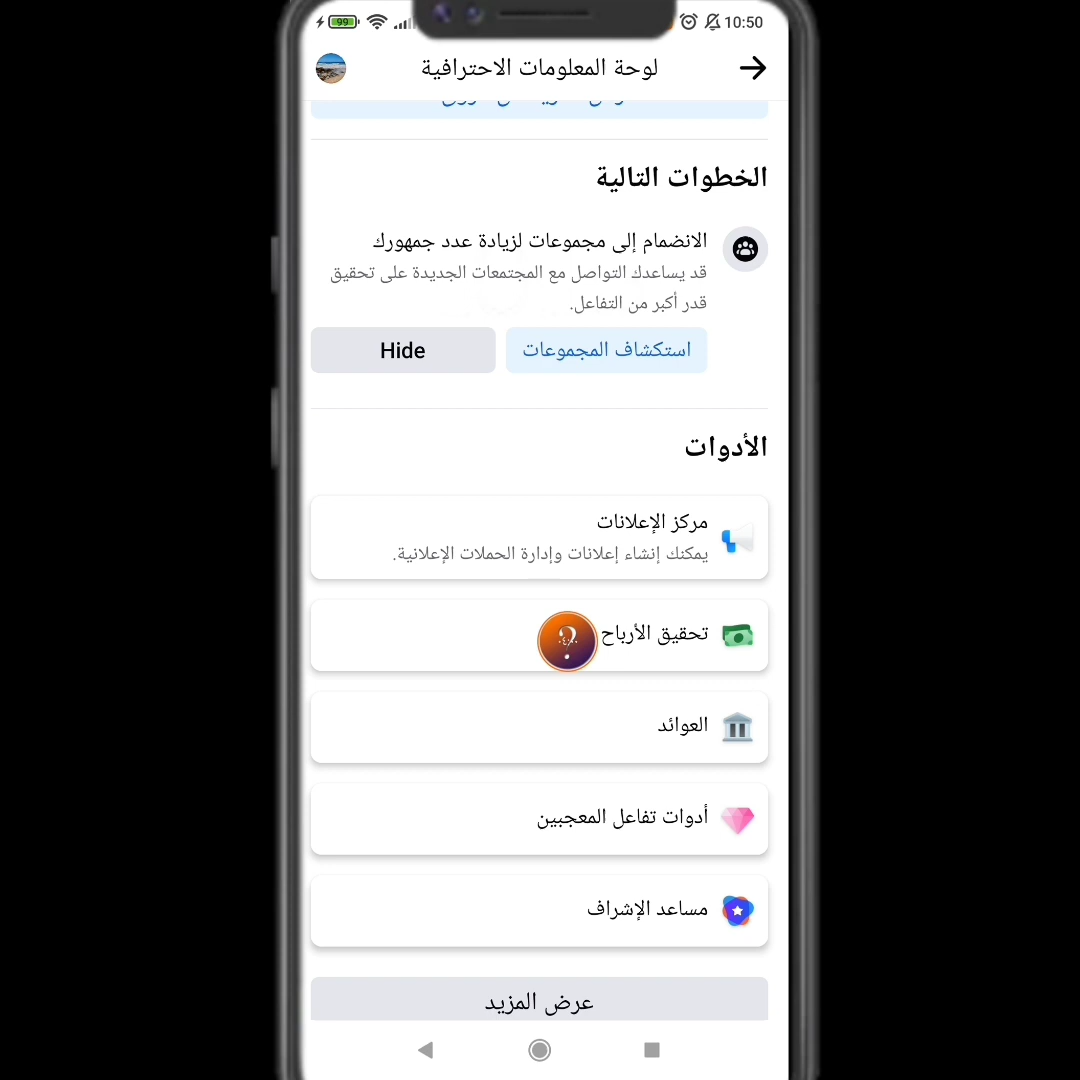 99
10:50
لوحة المعلومات الاحترافية
الخطوات التالية
الانضمام إلى مجموعات لزيادة عدد جمهورك
قد يساعدك التواصل مع المجتمعات الجديدة على تحقيق
قدر أكبر من التفاعل.
استكشاف المجموعات
Hide
الأدوات
مركز الإعلانات
يمكنك إنشاء إعلانات وإدارة الحملات الإعلانية.
تحقيق الأرباح
?
العوائد
أدوات تفاعل المعجبين
مساعد الإشراف
عرض المزيد